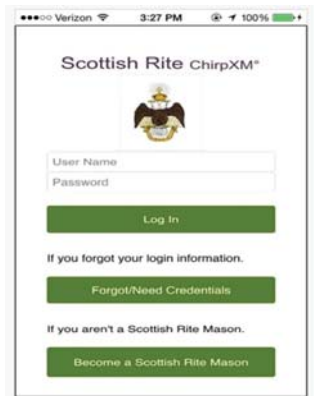 Verizon 3:27 PM 100%
Scottish Rite ChirpXM®
User Name
Password
Log In
If you forgot your login information.
Forgot/Need Credentials
If you aren't a Scottish Rite Mason.
Become a Scottish Rite Mason